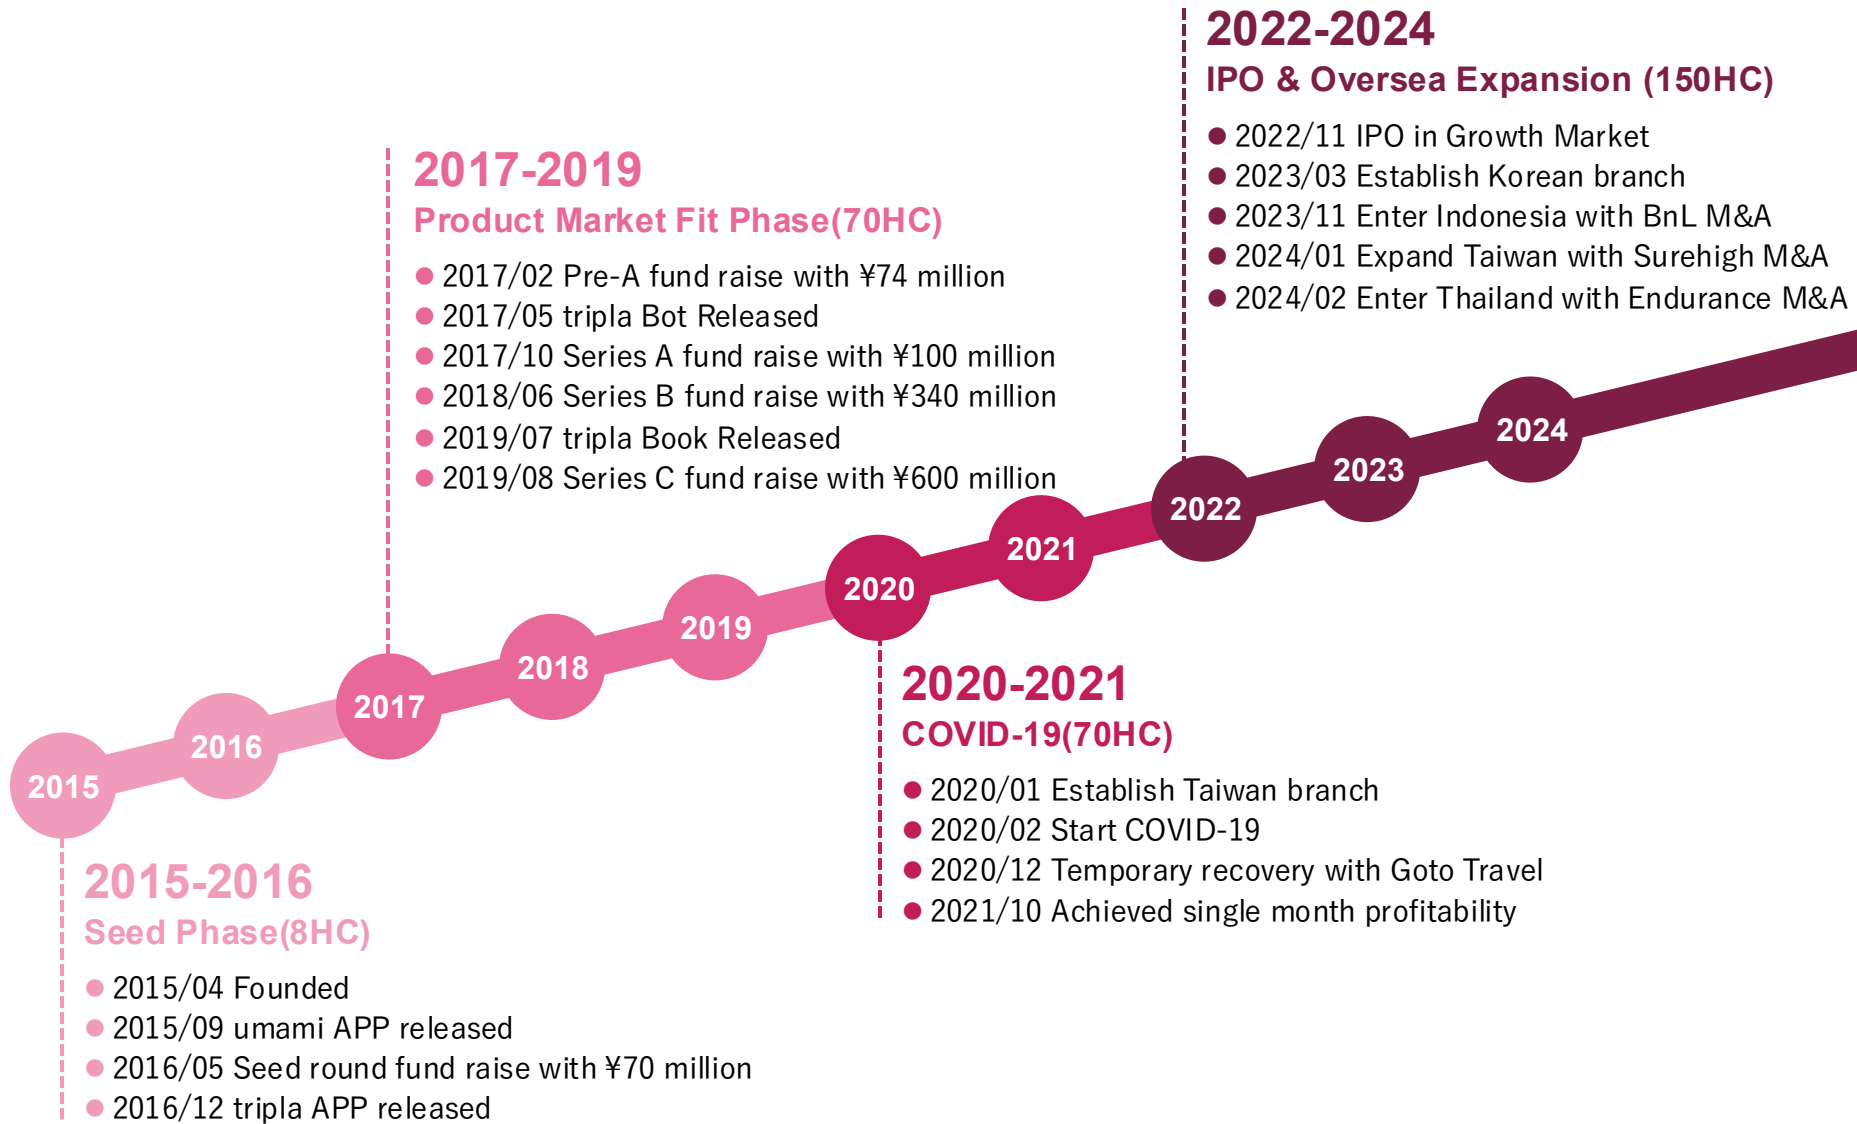 2022-2024
IPO & Oversea Expansion (150HC)
2022/11 IPO in Growth Market
2023/03 Establish Korean branch
2023/11 Enter Indonesia with BnL M&A
2024/01 Expand Taiwan with Surehigh M&A
2024/02 Enter Thailand with Endurance M&A
2017-2019
Product Market Fit Phase(70HC)
2017/02 Pre-A fund raise with ¥74 million
2017/05 tripla Bot Released
2017/10 Series A fund raise with ¥100 million
2018/06 Series B fund raise with ¥340 million
2019/07 tripla Book Released
2019/08 Series C fund raise with ¥600 million
2015
2016
2017
2018
2019
2020
2021
2022
2023
2024
2020-2021
COVID-19(70HC)
2020/01 Establish Taiwan branch
2020/02 Start COVID-19
2020/12 Temporary recovery with Goto Travel
2021/10 Achieved single month profitability
2015-2016
Seed Phase(8HC)
2015/04 Founded
2015/09 umami APP released
2016/05 Seed round fund raise with ¥70 million
2016/12 tripla APP released